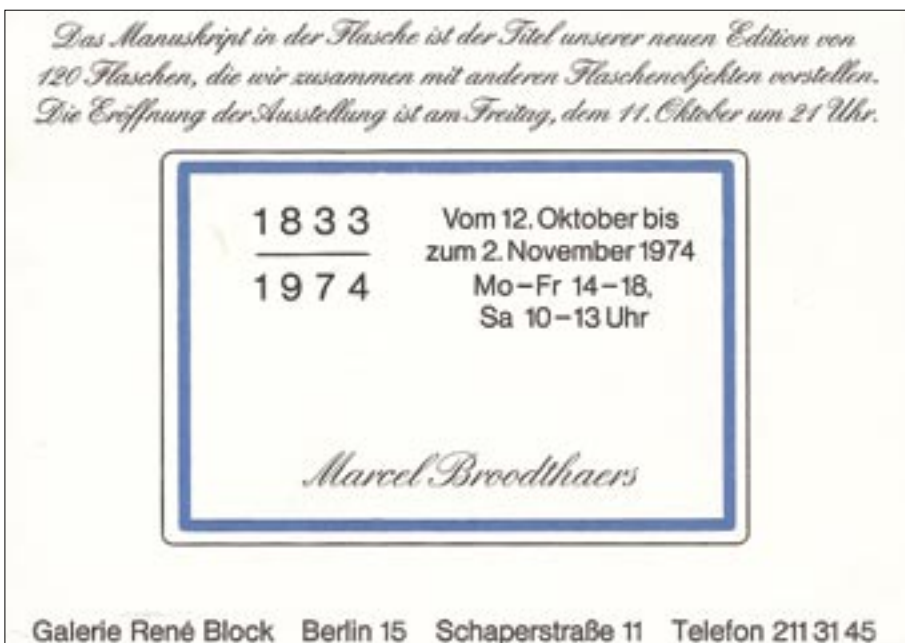 Das Manuskript in der Flasche ist der Titel unserer neuen Edition von
120 Flaschen, die wir zusammen mit anderen Flaschenobjekten vorstellen.
Die Eröffnung der Ausstellung ist am Freitag, dem 11. Oktober um 21 Uhr.
1833
1974
Vom 12. Oktober bis
zum 2. November 1974
Mo–Fr 14–18,
Sa 10–13 Uhr
Marcel Broodthaers
Galerie René Block Berlin 15 Schaperstraße 11 Telefon 211 31 45